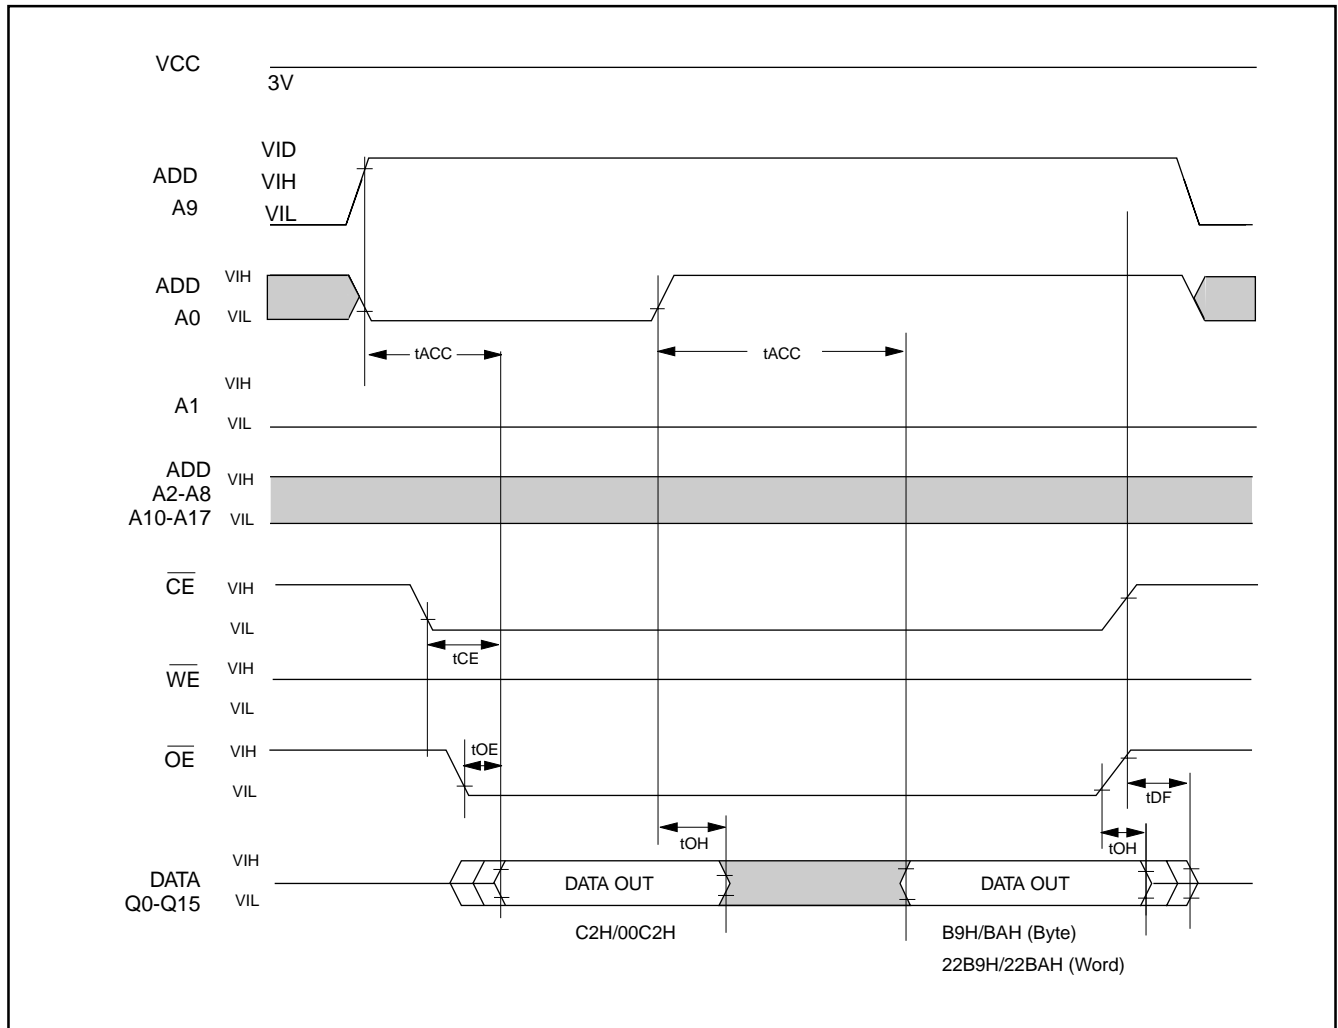 VCC
3V
VID
ADD
VIH
A9
VIL
VIH
ADD
A0
VIL
tACC
tACC
VIH
A1
VIL
ADD
VIH
A2-A8
A10-A17
VIL
CE
VIH
VIL
tCE
VIH
WE
VIL
tOE
VIH
OE
VIL
tDF
tOH
tOH
VIH
DATA
DATA OUT
DATA OUT
Q0-Q15
VIL
C2H/00C2H
B9H/BAH (Byte)
22B9H/22BAH (Word)